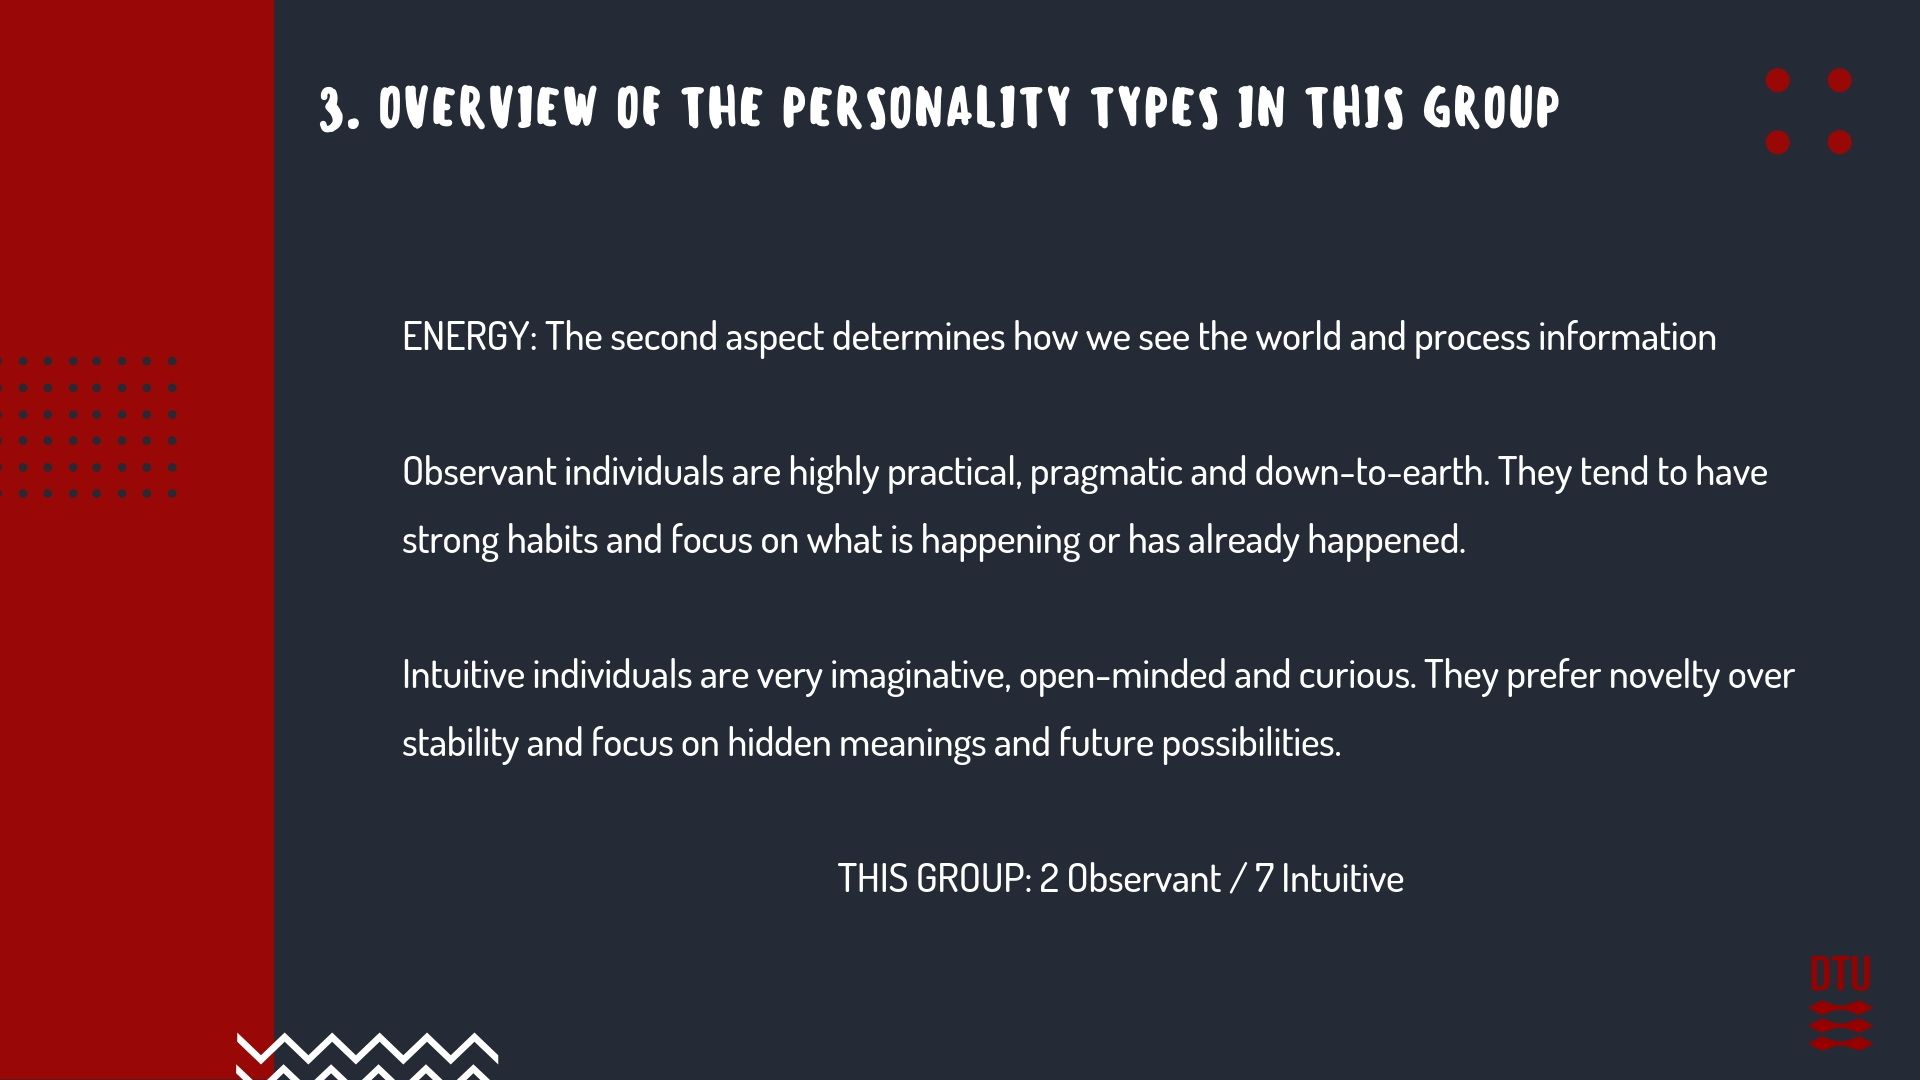 3. OVERVIEW OF THE PERSONALITY TYPES IN THIS GROUP
ENERGY: The second aspect determines how we see the world and process information
Observant individuals are highly practical, pragmatic and down-to-earth. They tend to have
strong habits and focus on what is happening or has already happened.
Intuitive individuals are very imaginative, open-minded and curious. They prefer novelty over
stability and focus on hidden meanings and future possibilities.
THIS GROUP: 2 Observant / 7 Intuitive
DTU